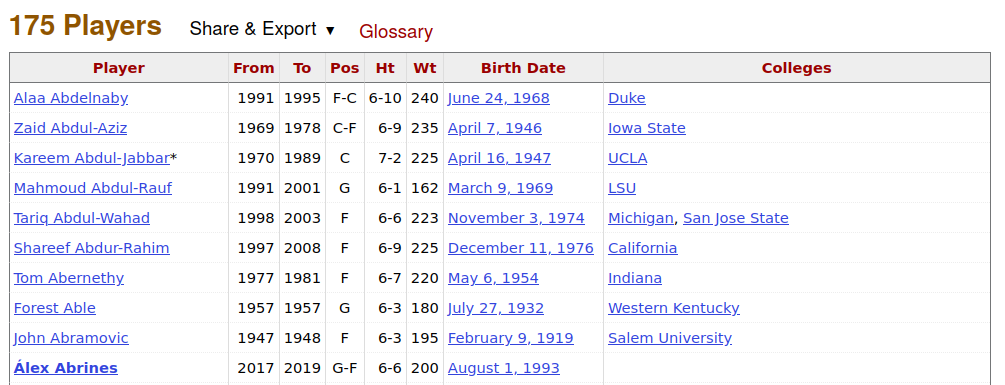 175 Players Share & Export ▼ Glossary
Player From To Pos Ht Wt Birth Date Colleges
Alaa Abdelnaby 1991 1995 F-C 6-10 240 June 24, 1968 Duke
Zaid Abdul-Aziz 1969 1978 C-F 6-9 235 April 7, 1946 Iowa State
Kareem Abdul-Jabbar* 1970 1989 C 7-2 225 April 16, 1947 UCLA
Mahmoud Abdul-Rauf 1991 2001 G 6-1 162 March 9, 1969 LSU
Tariq Abdul-Wahad 1998 2003 F 6-6 223 November 3, 1974 Michigan, San Jose State
Shareef Abdur-Rahim 1997 2008 F 6-9 225 December 11, 1976 California
Tom Abernethy 1977 1981 F 6-7 220 May 6, 1954 Indiana
Forest Able 1957 1957 G 6-3 180 July 27, 1932 Western Kentucky
John Abramovic 1947 1948 F 6-3 195 February 9, 1919 Salem University
Álex Abrines 2017 2019 G-F 6-6 200 August 1, 1993